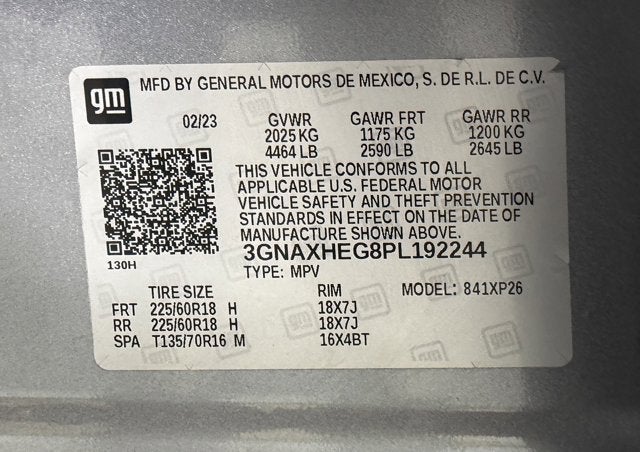 gm
MFD BY GENERAL MOTORS DE MEXICO, S. DE R.L. DE C.V.
02/23 GVWR GAWR FRT GAWR RR
2025 KG 1175 KG 1200 KG
4464 LB 2590 LB 2645 LB
THIS VEHICLE CONFORMS TO ALL
APPLICABLE U.S. FEDERAL MOTOR
VEHICLE SAFETY AND THEFT PREVENTION
STANDARDS IN EFFECT ON THE DATE OF
MANUFACTURE SHOWN ABOVE.
130H 3GNAXHEG8PL192244
TYPE: MPV
TIRE SIZE RIM MODEL: 841XP26
FRT 225/60R18 H 18X7J
RR 225/60R18 H 18X7J
SPA T135/70R16 M 16X4BT